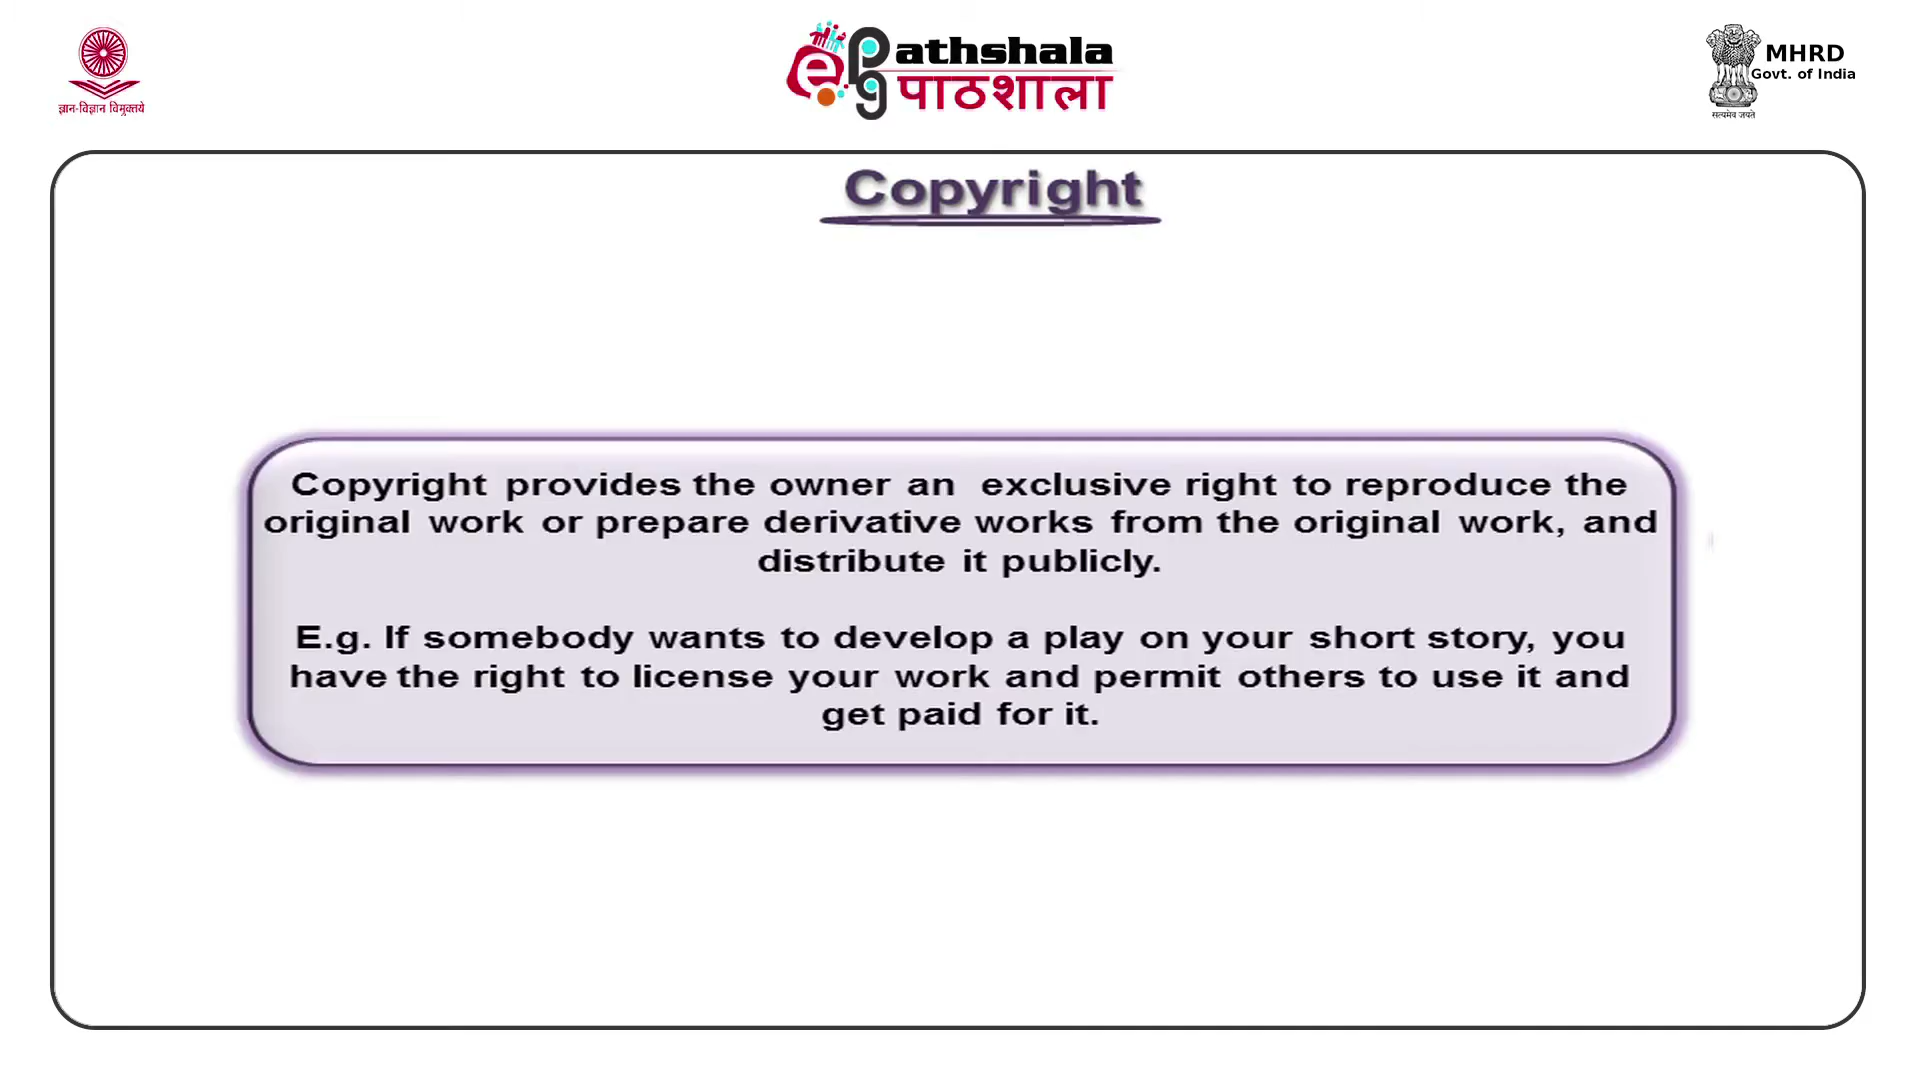 ज्ञान-विज्ञान विमुक्तये
e pg Pathshala
पाठशाला
MHRD
Govt. of India
सत्यमेव जयते
Copyright
Copyright provides the owner an exclusive right to reproduce the
original work or prepare derivative works from the original work, and
distribute it publicly.
E.g. If somebody wants to develop a play on your short story, you
have the right to license your work and permit others to use it and
get paid for it.